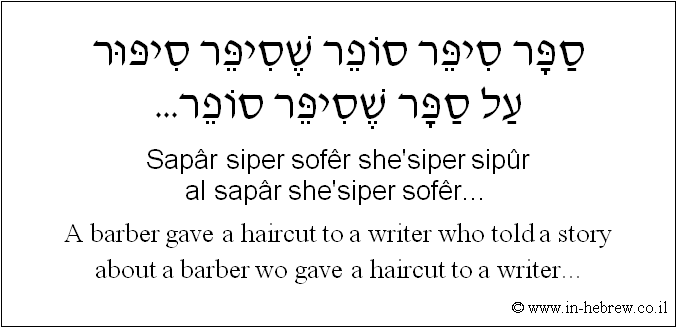 סַפָּר סִיפֵּר סוֹפֵר שֶׁסִיפֵּר סִיפּוּר
עַל סַפָּר שֶׁסִיפֵּר סוֹפֵר...
Sapâr siper sofêr she'siper sipûr
al sapâr she'siper sofêr...
A barber gave a haircut to a writer who told a story
about a barber wo gave a haircut to a writer...
© www.in-hebrew.co.il